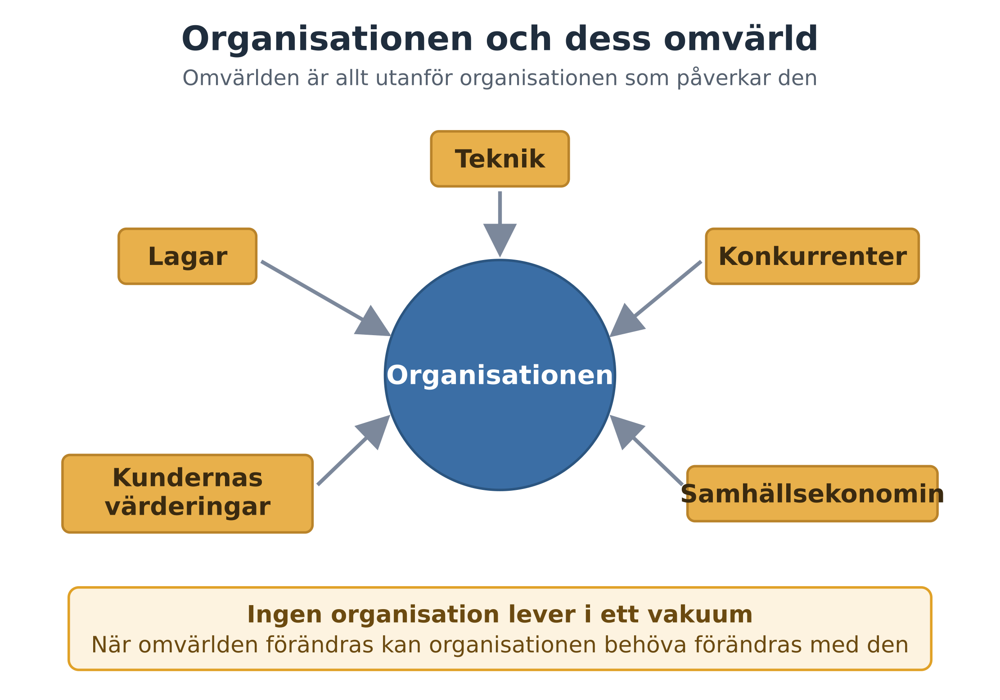 Organisationen och dess omvärld
Omvärlden är allt utanför organisationen som påverkar den
Teknik
Lagar
Konkurrenter
Organisationen
Kundernas
värderingar
Samhällsekonomin
Ingen organisation lever i ett vakuum
När omvärlden förändras kan organisationen behöva förändras med den